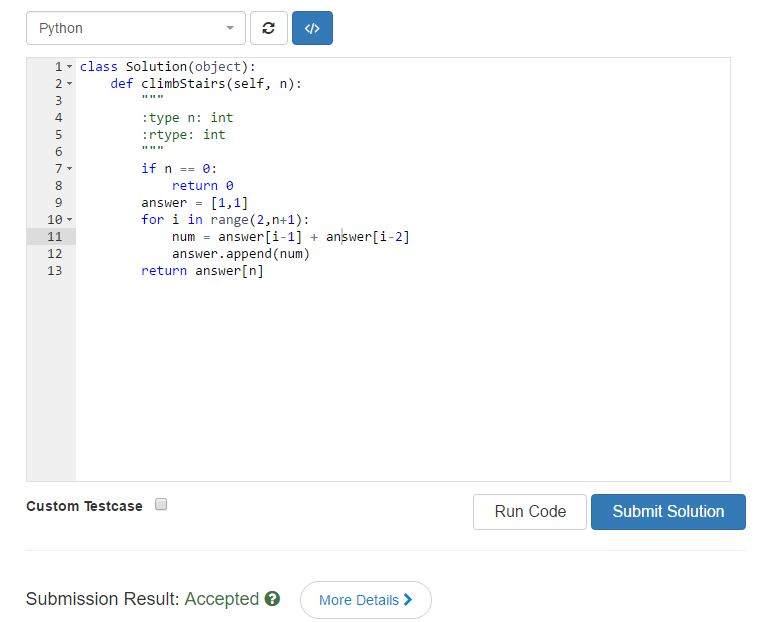 Python
</>
1 class Solution(object):
2     def climbStairs(self, n):
3         """
4         :type n: int
5         :rtype: int
6         """
7         if n == 0:
8             return 0
9         answer = [1,1]
10         for i in range(2,n+1):
11             num = answer[i-1] + answer[i-2]
12             answer.append(num)
13         return answer[n]
Custom Testcase
Run Code
Submit Solution
Submission Result: Accepted ?
More Details